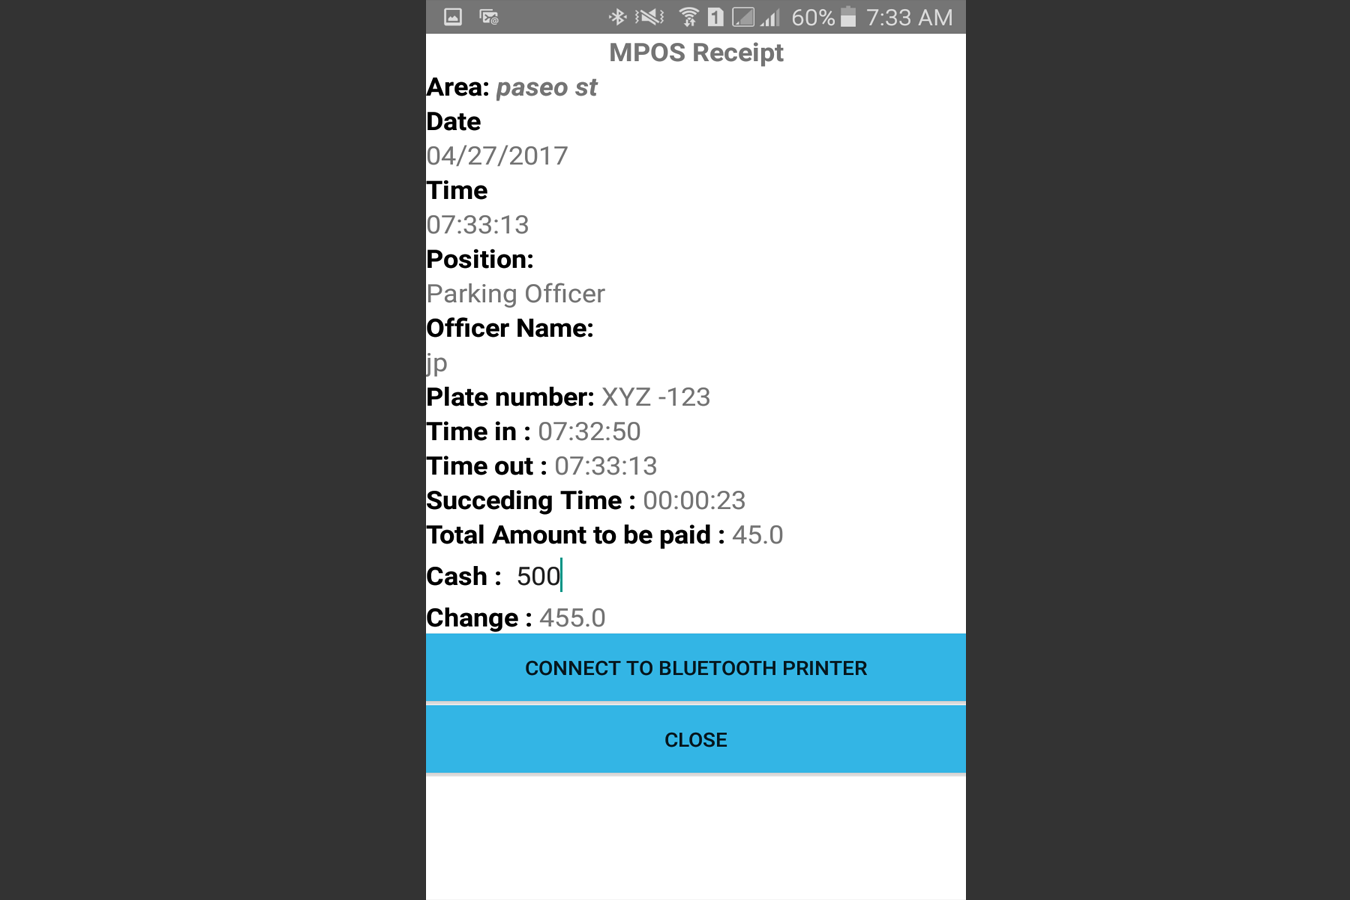 1 60% 7:33 AM
MPOS Receipt
Area: paseo st
Date
04/27/2017
Time
07:33:13
Position:
Parking Officer
Officer Name:
jp
Plate number: XYZ -123
Time in : 07:32:50
Time out : 07:33:13
Succeding Time : 00:00:23
Total Amount to be paid : 45.0
Cash : 500
Change : 455.0
CONNECT TO BLUETOOTH PRINTER
CLOSE